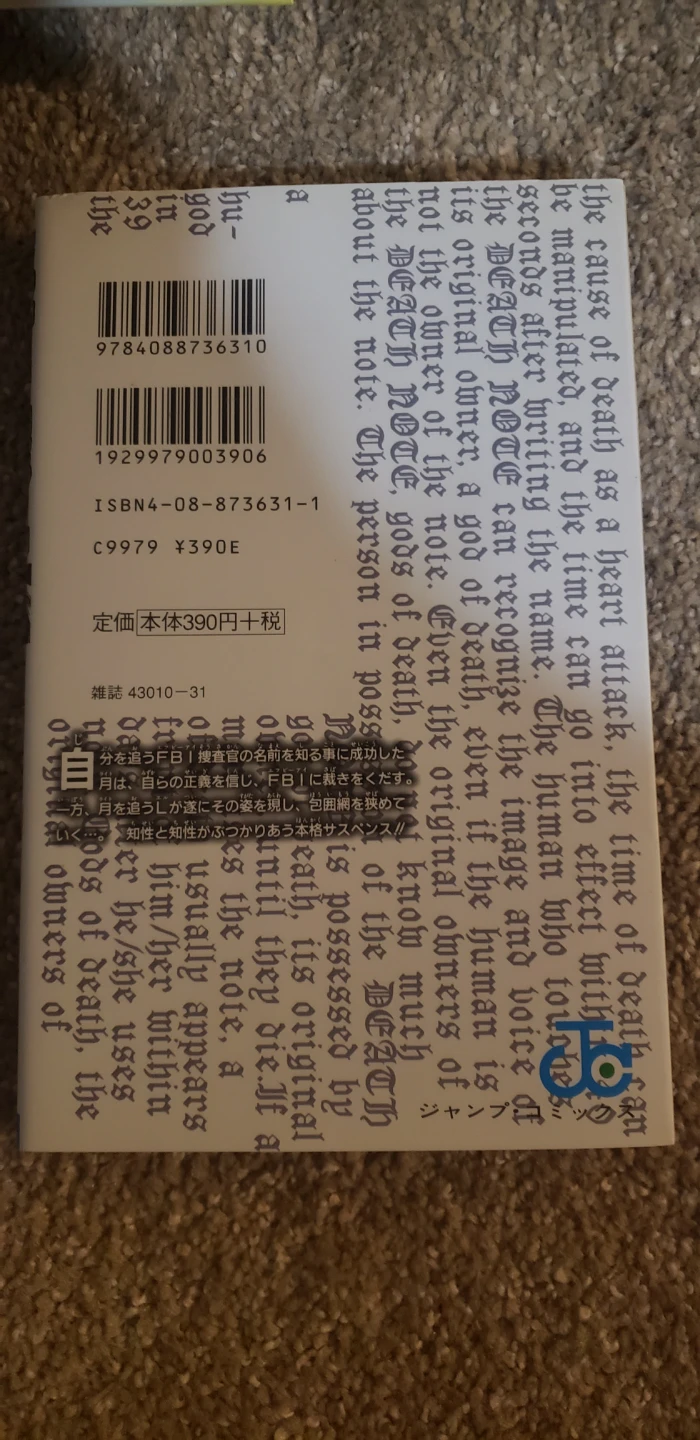 9784088736310
1929979003906
ISBN4-08-873631-1
C9979 ¥390E
定価 本体390円+税
雑誌 43010-31
自分を追うFBI捜査官の名前を知る事に成功した
月は、自らの正義を信じ、FBIに裁きをくだす。
一方、月を追うLが遂にその姿を現し、包囲網を狭めて
いく…。 知性と知性がぶつかりあう本格サスペンス!!
the cause of death as a heart attack, the time of death can
be manipulated, and the time can go into effect
seconds after writing the name. The human who touches
the DEATH NOTE can recognize the image and voice of
its original owner, a god of death, even if the human is
not the owner of the note. Even the original owners of
the DEATH NOTE, gods of death, do not know much
about the note. The person in possession of the DEATH
is possessed by
a death, its original
until they die. If a
hu- the note, a
god of usually appears
in him/her within
39 he/she uses
the of death, the
original owners of
ジャンプ・コミックス
JC